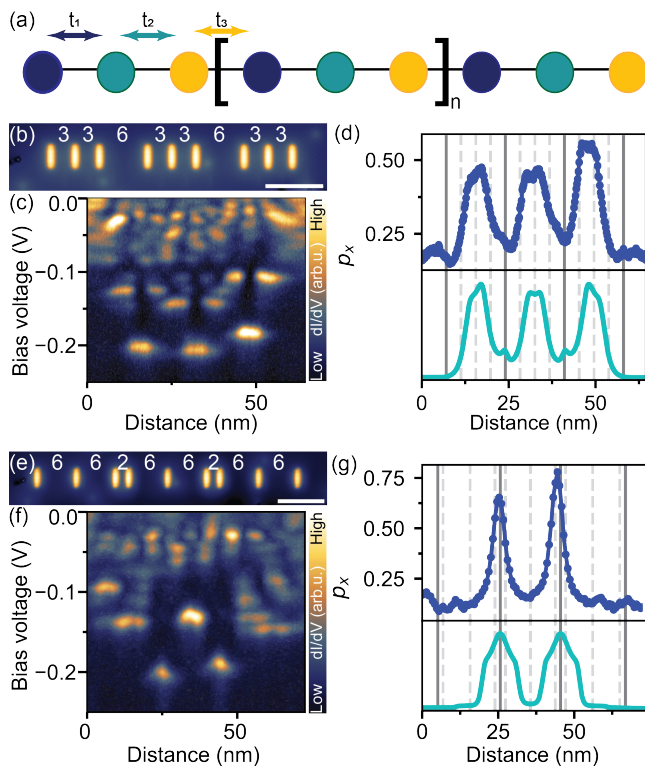 (a) t₁ t₂ t₃
n
(b) 3 3 6 3 3 6 3 3
(c)
0.0
−0.1
−0.2
Bias voltage (V)
0 50
Distance (nm)
Low dI/dV (arb.u.) High
(d)
0.50
0.25
pₓ
0 25 50
Distance (nm)
(e) 6 6 2 6 6 2 6 6
(f)
0.0
−0.1
−0.2
Bias voltage (V)
0 50
Distance (nm)
Low dI/dV (arb.u.) High
(g)
0.75
0.50
0.25
pₓ
0 25 50
Distance (nm)